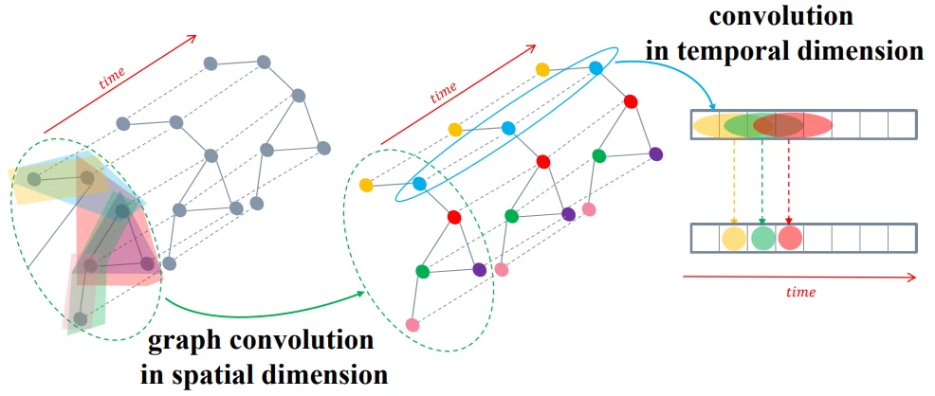 convolution
in temporal dimension
time
time
time
graph convolution
in spatial dimension